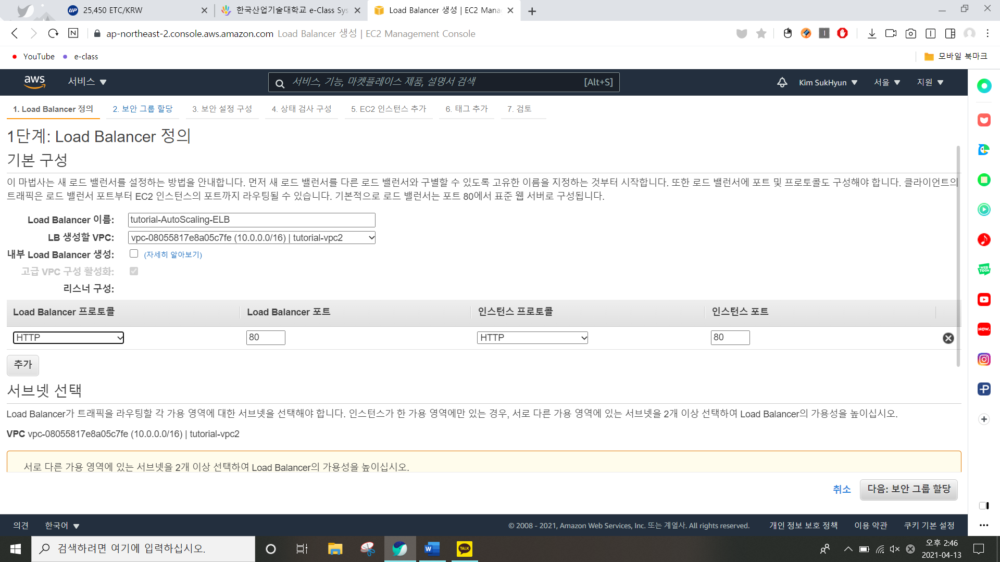 25,450 ETC/KRW
한국산업기술대학교 e-Class Sys
Load Balancer 생성 | EC2 Mana
ap-northeast-2.console.aws.amazon.com Load Balancer 생성 | EC2 Management Console
YouTube e-class 모바일 북마크
aws 서비스 서비스, 기능, 마켓플레이스 제품, 설명서 검색 [Alt+S] Kim SukHyun 서울 지원
1. Load Balancer 정의 2. 보안 그룹 할당 3. 보안 설정 구성 4. 상태 검사 구성 5. EC2 인스턴스 추가 6. 태그 추가 7. 검토
1단계: Load Balancer 정의
기본 구성
이 마법사는 새 로드 밸런서를 설정하는 방법을 안내합니다. 먼저 새 로드 밸런서를 다른 로드 밸런서와 구별할 수 있도록 고유한 이름을 지정하는 것부터 시작합니다. 또한 로드 밸런서에 포트 및 프로토콜도 구성해야 합니다. 클라이언트의
트래픽은 로드 밸런서 포트부터 EC2 인스턴스의 포트까지 라우팅될 수 있습니다. 기본적으로 로드 밸런서는 포트 80에서 표준 웹 서버로 구성됩니다.
Load Balancer 이름: tutorial-AutoScaling-ELB
LB 생성할 VPC: vpc-08055817e8a05c7fe (10.0.0.0/16) | tutorial-vpc2
내부 Load Balancer 생성: (자세히 알아보기)
고급 VPC 구성 활성화:
리스너 구성:
Load Balancer 프로토콜 Load Balancer 포트 인스턴스 프로토콜 인스턴스 포트
HTTP 80 HTTP 80
추가
서브넷 선택
Load Balancer가 트래픽을 라우팅할 각 가용 영역에 대한 서브넷을 선택해야 합니다. 인스턴스가 한 가용 영역에만 있는 경우, 서로 다른 가용 영역에 있는 서브넷을 2개 이상 선택하여 Load Balancer의 가용성을 높이십시오.
VPC vpc-08055817e8a05c7fe (10.0.0.0/16) | tutorial-vpc2
서로 다른 가용 영역에 있는 서브넷을 2개 이상 선택하여 Load Balancer의 가용성을 높이십시오.
취소 다음: 보안 그룹 할당
의견 한국어 © 2008 - 2021, Amazon Web Services, Inc. 또는 계열사. All rights reserved. 개인 정보 보호 정책 이용 약관 쿠키 기본 설정
WEB TOON
NOW.
검색하려면 여기에 입력하십시오.
TALK
오후 2:46
2021-04-13